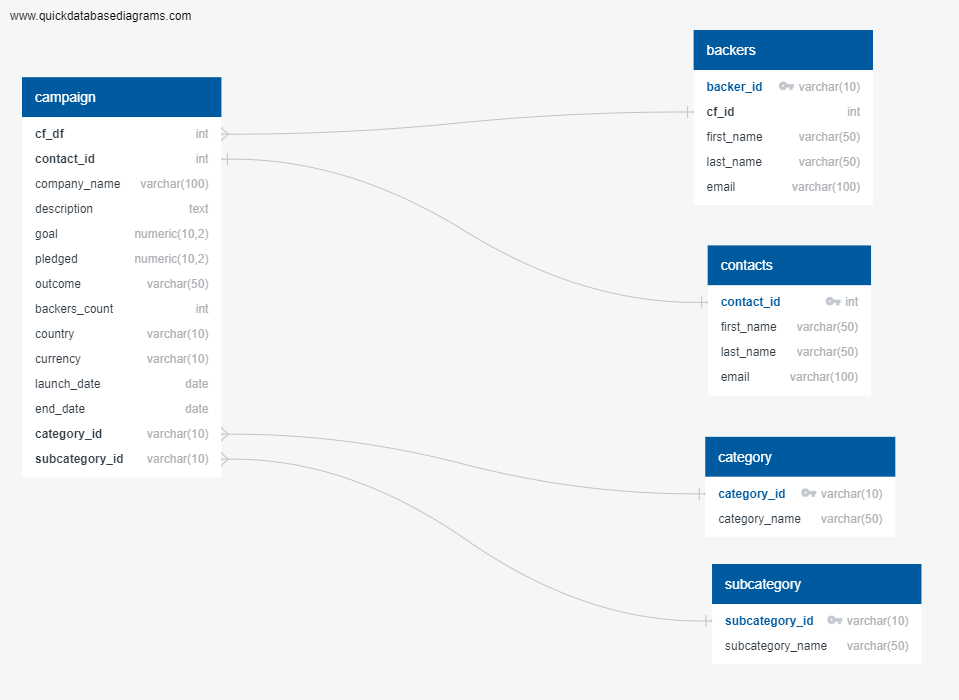 www.quickdatabasediagrams.com
campaign
cf_df int
contact_id int
company_name varchar(100)
description text
goal numeric(10,2)
pledged numeric(10,2)
outcome varchar(50)
backers_count int
country varchar(10)
currency varchar(10)
launch_date date
end_date date
category_id varchar(10)
subcategory_id varchar(10)
backers
backer_id varchar(10)
cf_id int
first_name varchar(50)
last_name varchar(50)
email varchar(100)
contacts
contact_id int
first_name varchar(50)
last_name varchar(50)
email varchar(100)
category
category_id varchar(10)
category_name varchar(50)
subcategory
subcategory_id varchar(10)
subcategory_name varchar(50)